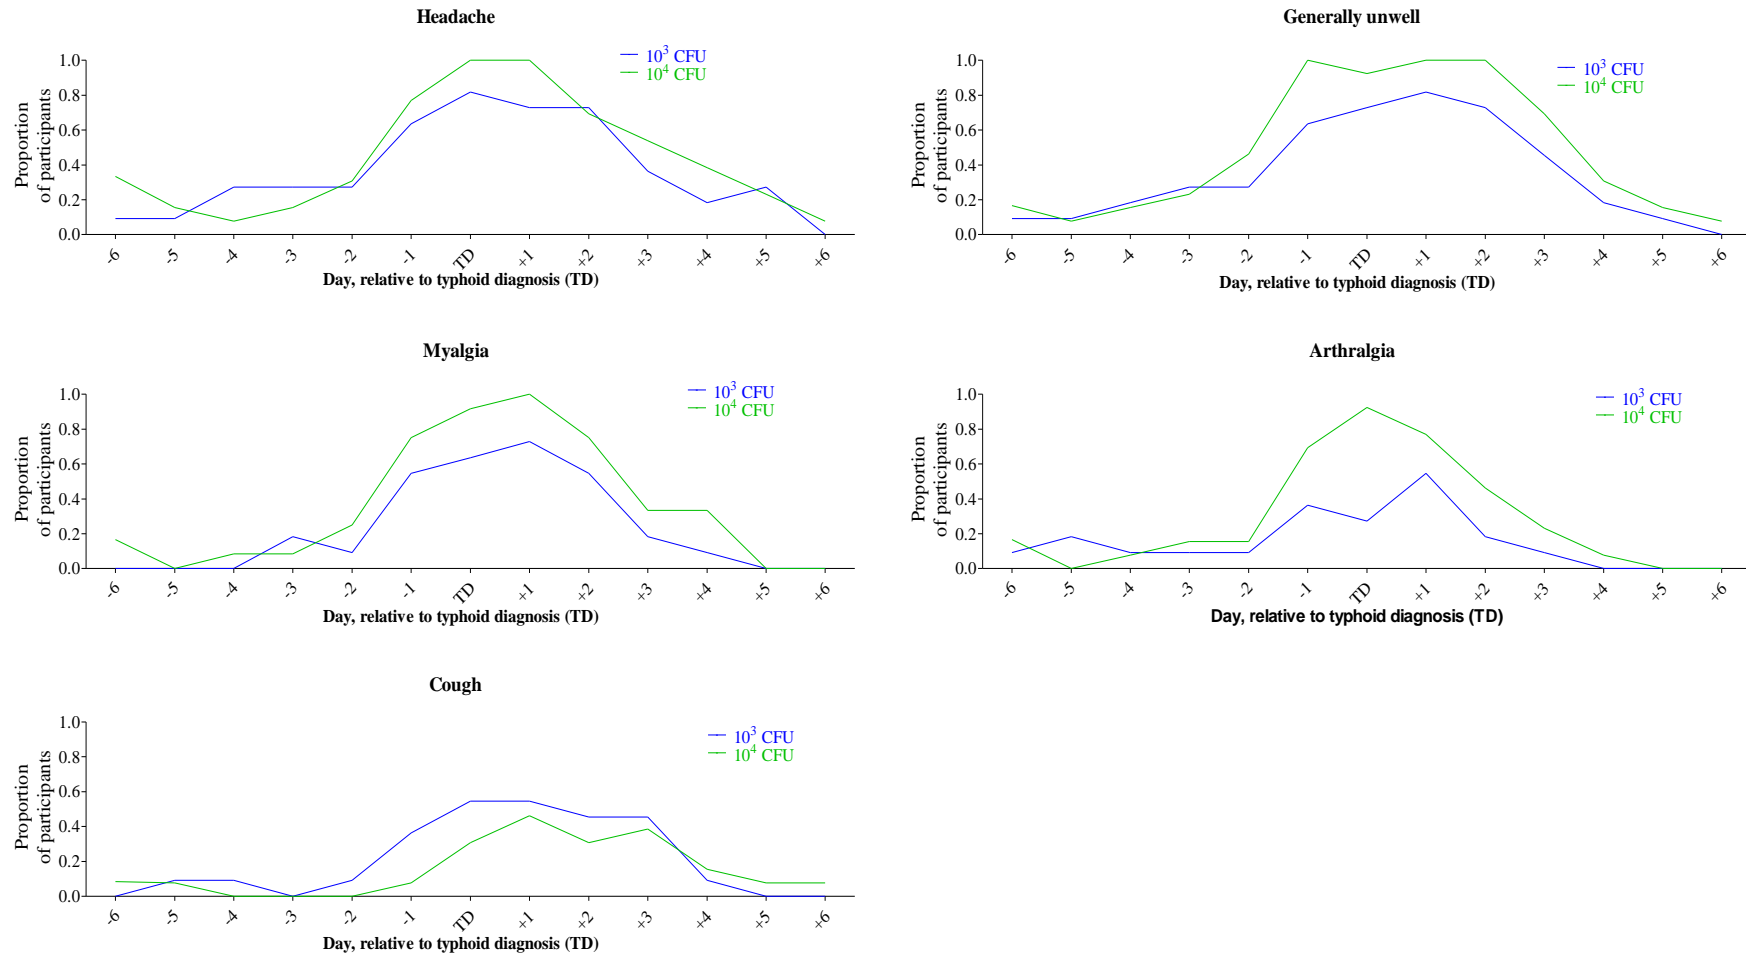 Headache
10³ CFU
10⁴ CFU
Proportion
of participants
1.0
0.8
0.6
0.4
0.2
0.0
-6 -5 -4 -3 -2 -1 TD +1 +2 +3 +4 +5 +6
Day, relative to typhoid diagnosis (TD)
Generally unwell
10³ CFU
10⁴ CFU
Proportion
of participants
1.0
0.8
0.6
0.4
0.2
0.0
-6 -5 -4 -3 -2 -1 TD +1 +2 +3 +4 +5 +6
Day, relative to typhoid diagnosis (TD)
Myalgia
10³ CFU
10⁴ CFU
Proportion
of participants
1.0
0.8
0.6
0.4
0.2
0.0
-6 -5 -4 -3 -2 -1 TD +1 +2 +3 +4 +5 +6
Day, relative to typhoid diagnosis (TD)
Arthralgia
10³ CFU
10⁴ CFU
Proportion
of participants
1.0
0.8
0.6
0.4
0.2
0.0
-6 -5 -4 -3 -2 -1 TD +1 +2 +3 +4 +5 +6
Day, relative to typhoid diagnosis (TD)
Cough
10³ CFU
10⁴ CFU
Proportion
of participants
1.0
0.8
0.6
0.4
0.2
0.0
-6 -5 -4 -3 -2 -1 TD +1 +2 +3 +4 +5 +6
Day, relative to typhoid diagnosis (TD)